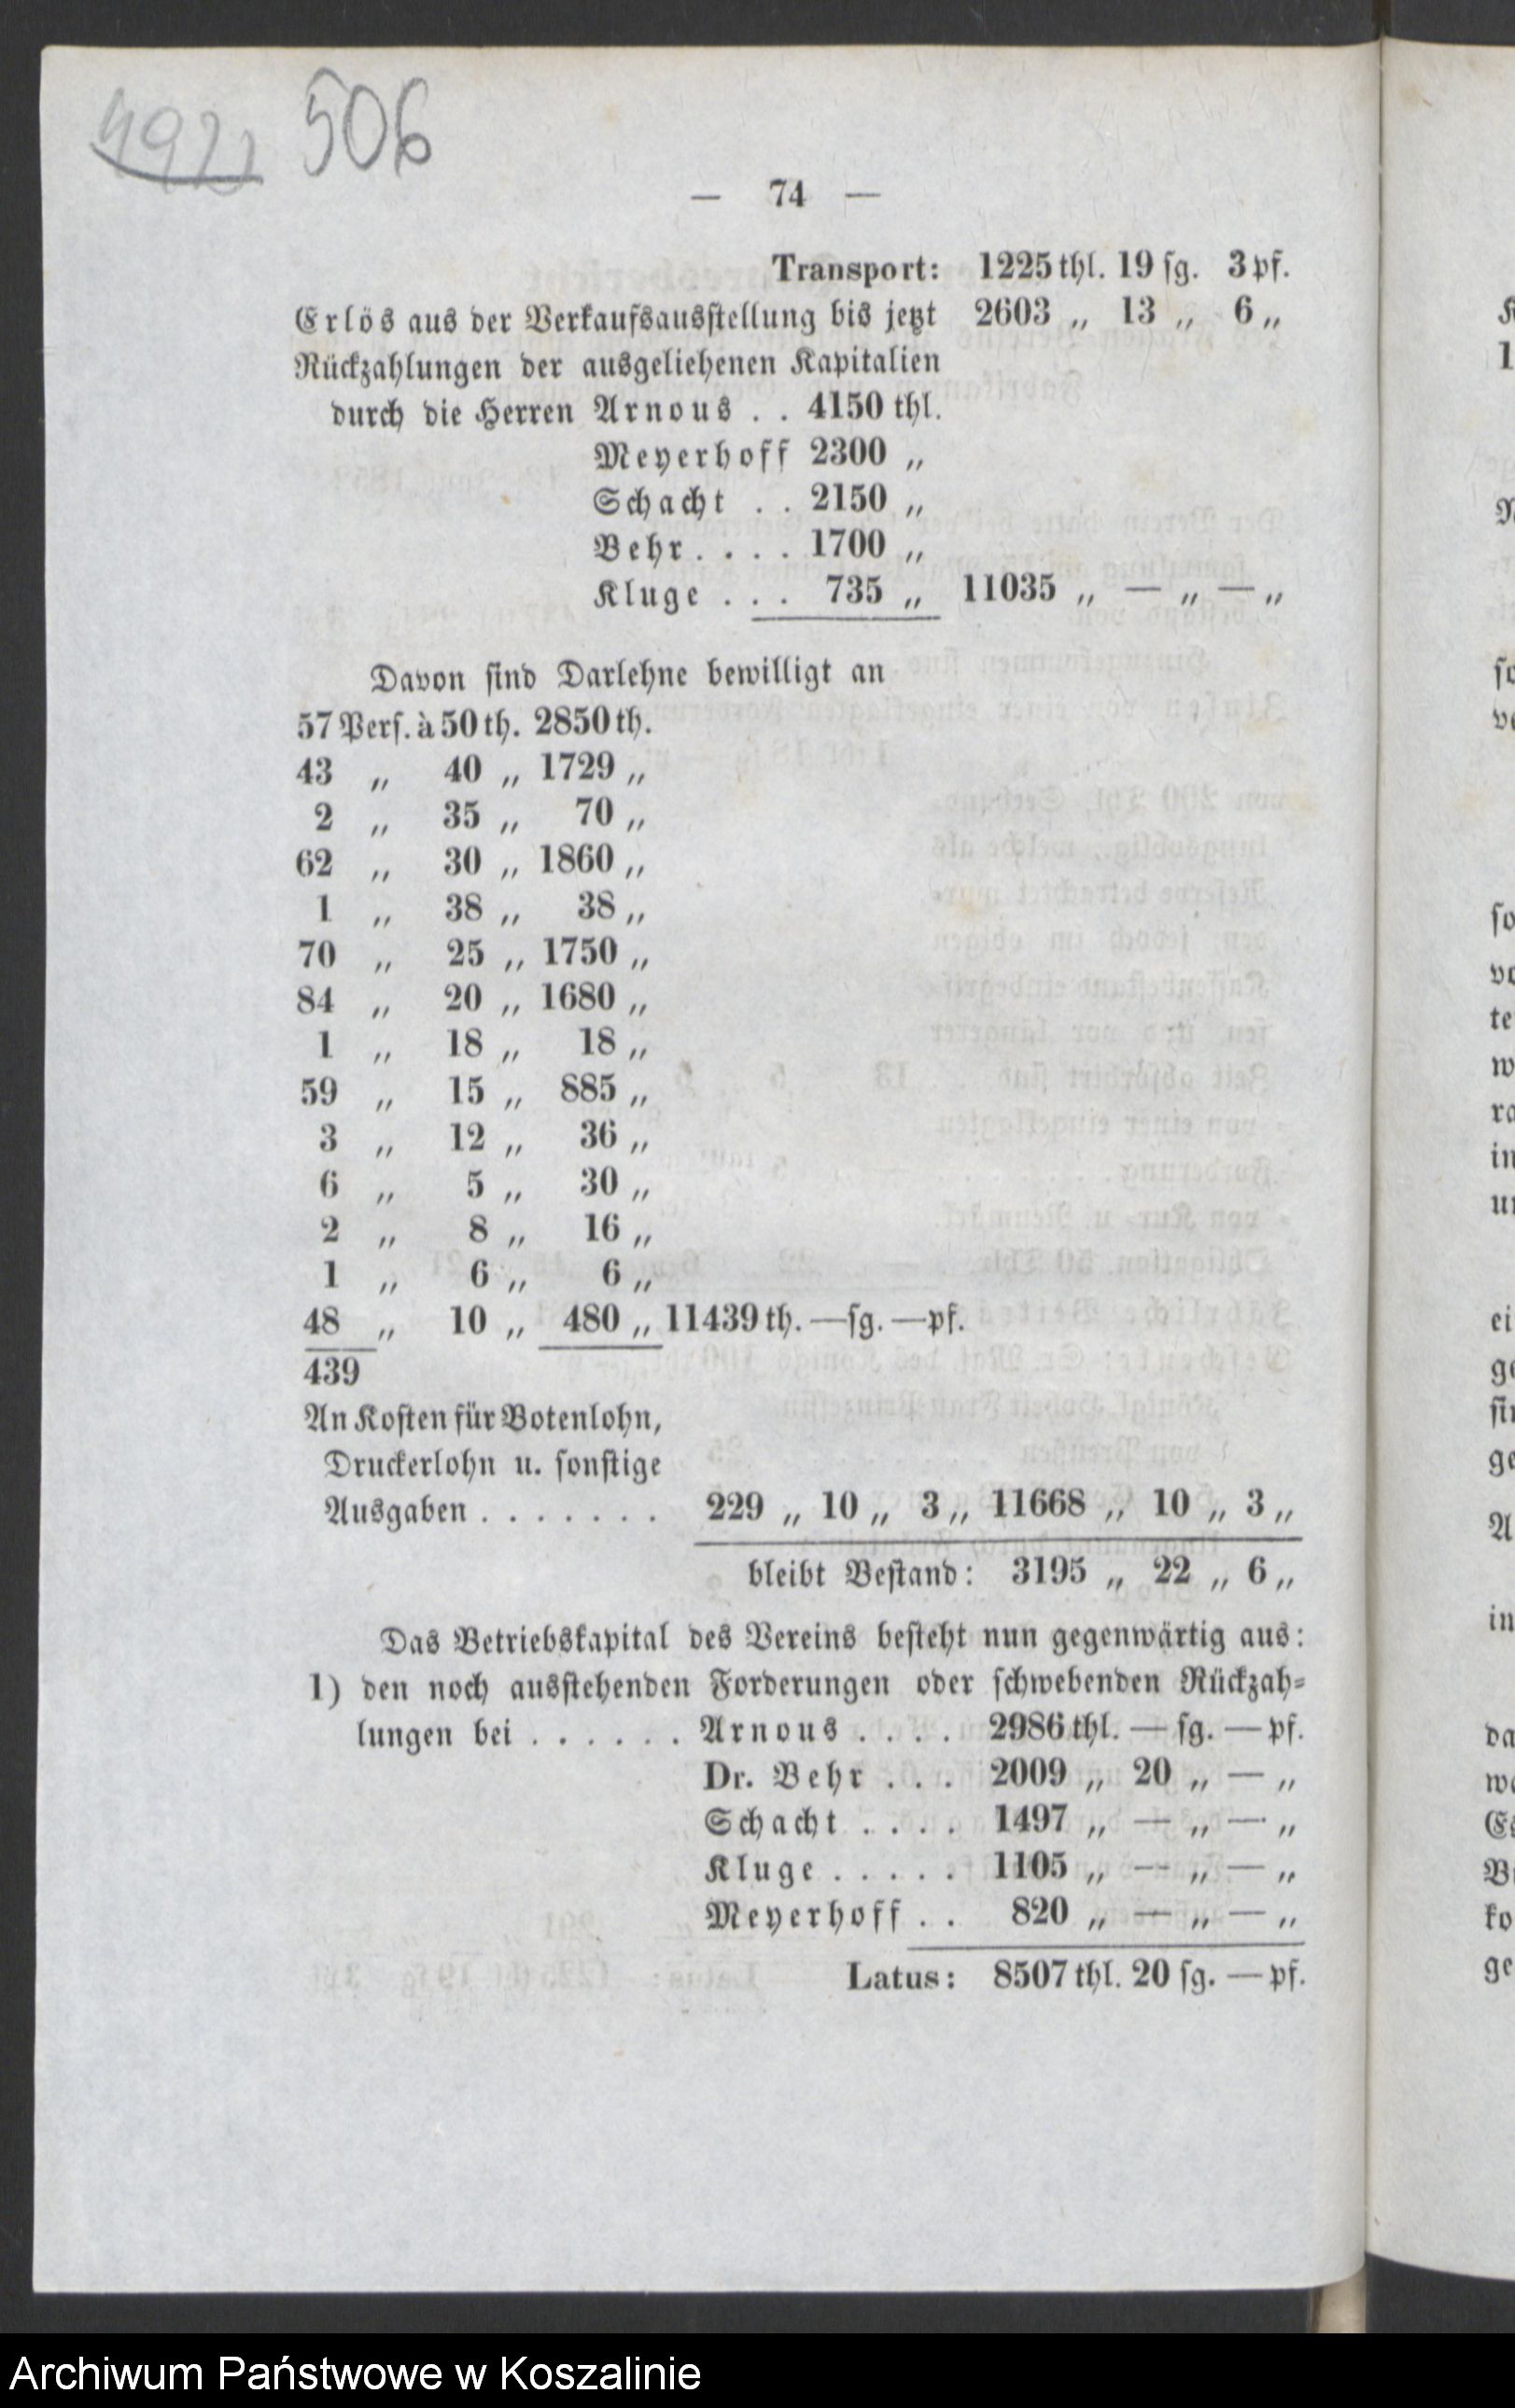 506
— 74 —
Transport: 1225 thl. 19 sg. 3 pf.
Erlös aus der Verkaufsausstellung bis jetzt 2603 „ 13 „ 6 „
Rückzahlungen der ausgeliehenen Kapitalien
durch die Herren Arnous . . 4150 thl.
Meyerhoff 2300 „
Schacht . . 2150 „
Behr . . . . 1700 „
Kluge . . . 735 „ 11035 „ — „ — „
Davon sind Darlehne bewilligt an
57 Pers. à 50 th. 2850 th.
43 „ 40 „ 1729 „
2 „ 35 „ 70 „
62 „ 30 „ 1860 „
1 „ 38 „ 38 „
70 „ 25 „ 1750 „
84 „ 20 „ 1680 „
1 „ 18 „ 18 „
59 „ 15 „ 885 „
3 „ 12 „ 36 „
6 „ 5 „ 30 „
2 „ 8 „ 16 „
1 „ 6 „ 6 „
48 „ 10 „ 480 „ 11439 th. — sg. — pf.
439
An Kosten für Botenlohn,
Druckerlohn u. sonstige
Ausgaben . . . . . . . 229 „ 10 „ 3 „ 11668 „ 10 „ 3 „
bleibt Bestand: 3195 „ 22 „ 6 „
Das Betriebskapital des Vereins besteht nun gegenwärtig aus:
1) den noch ausstehenden Forderungen oder schwebenden Rückzah-
lungen bei . . . . . . Arnous . . . . 2986 thl. — sg. — pf.
Dr. Behr . . . 2009 „ 20 „ — „
Schacht . . . . 1497 „ — „ — „
Kluge . . . . . 1105 „ — „ — „
Meyerhoff . . 820 „ — „ — „
Latus: 8507 thl. 20 sg. — pf.
Archiwum Państwowe w Koszalinie